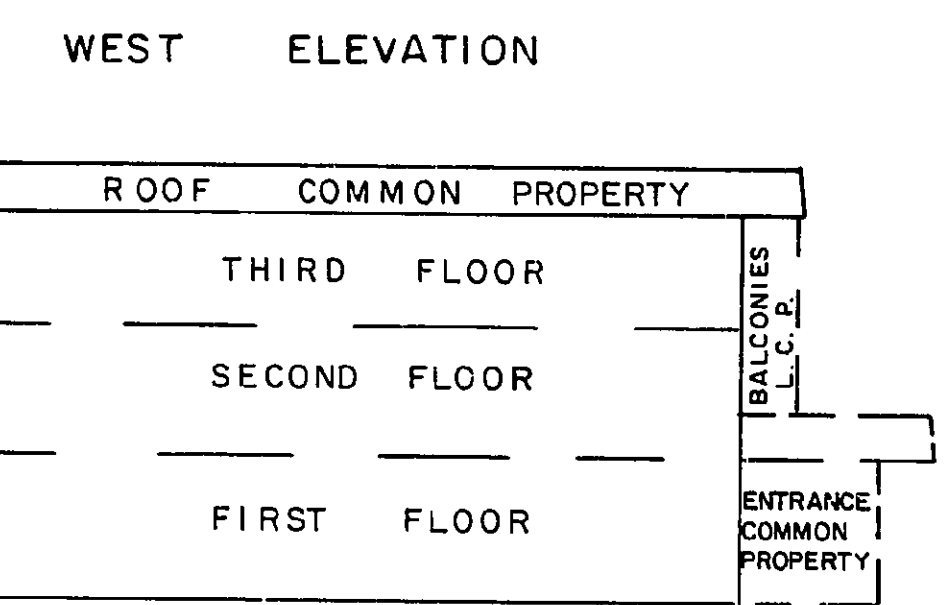 WEST ELEVATION
ROOF COMMON PROPERTY
THIRD FLOOR
BALCONIES
L.C.P.
SECOND FLOOR
FIRST FLOOR
ENTRANCE
COMMON
PROPERTY